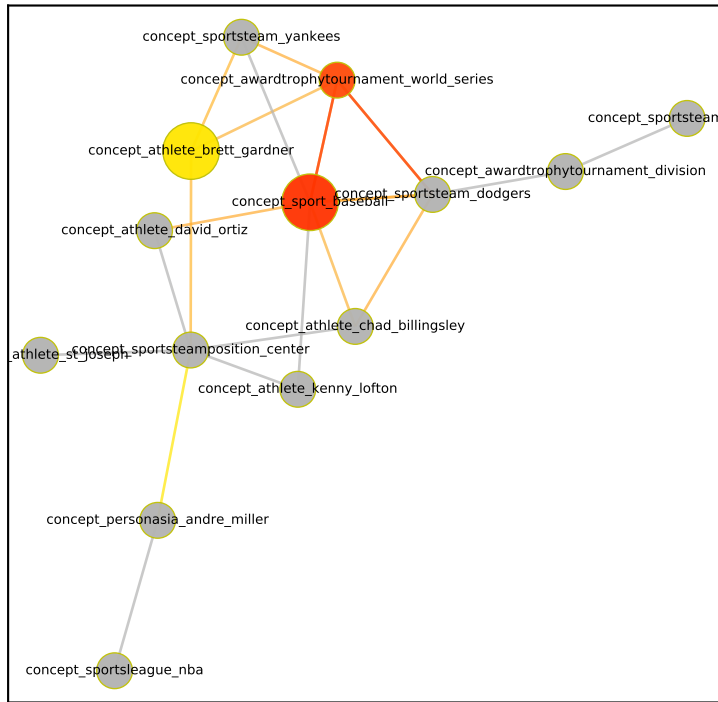 concept_sportsteam_yankees
concept_awardtrophytournament_world_series
concept_sportsteam
concept_athlete_brett_gardner
concept_awardtrophytournament_division
concept_sportsteam_dodgers
concept_sport_baseball
concept_athlete_david_ortiz
concept_athlete_chad_billingsley
concept_sportsteamposition_center
_athlete_st_joseph
concept_athlete_kenny_lofton
concept_personasia_andre_miller
concept_sportsleague_nba